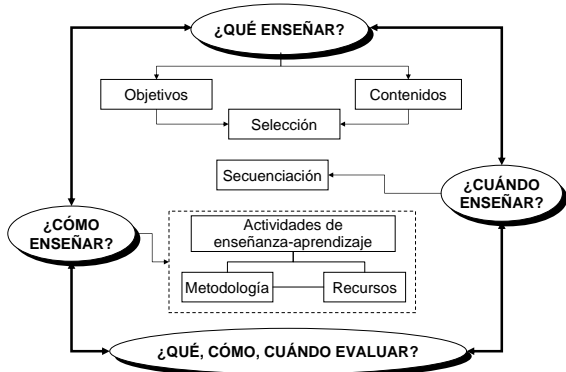 ¿QUÉ ENSEÑAR?
Objetivos
Contenidos
Selección
Secuenciación
¿CUÁNDO
ENSEÑAR?
¿CÓMO
ENSEÑAR?
Actividades de
enseñanza-aprendizaje
Metodología
Recursos
¿QUÉ, CÓMO, CUÁNDO EVALUAR?